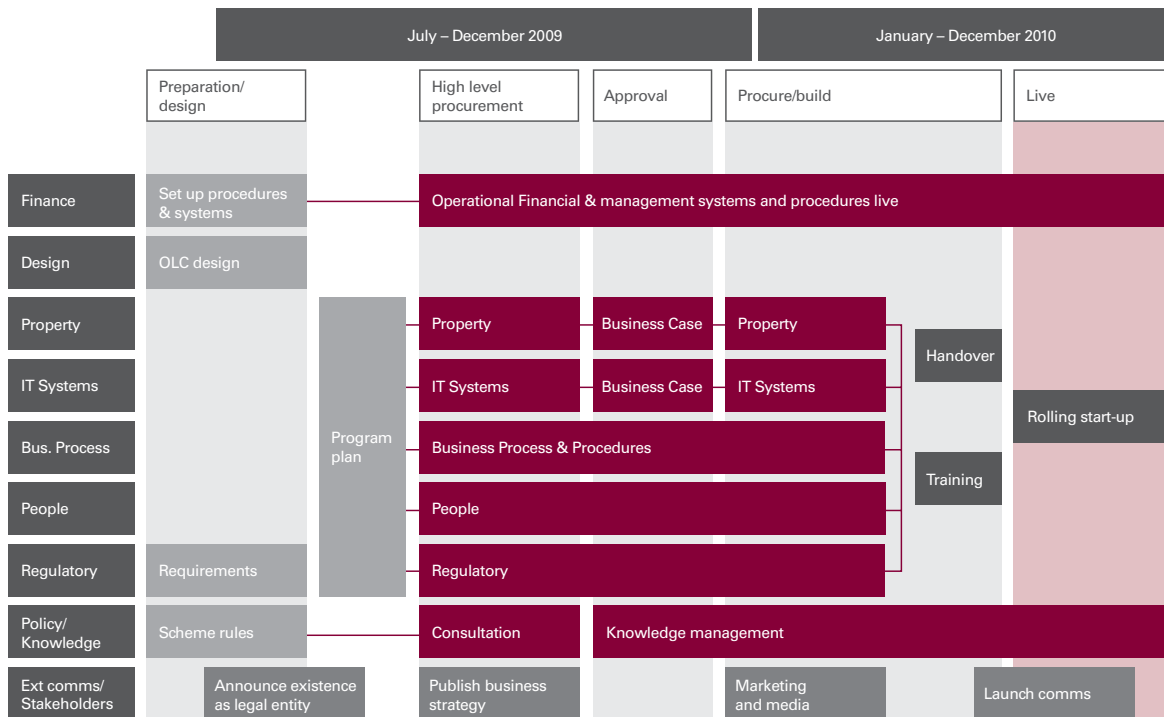 July – December 2009
January – December 2010
Preparation/
design
High level
procurement
Approval
Procure/build
Live
Finance
Set up procedures
& systems
Operational Financial & management systems and procedures live
Design
OLC design
Property
Property
Business Case
Property
Handover
IT Systems
IT Systems
Business Case
IT Systems
Rolling start-up
Bus. Process
Program
plan
Business Process & Procedures
Training
People
People
Regulatory
Requirements
Regulatory
Policy/
Knowledge
Scheme rules
Consultation
Knowledge management
Ext comms/
Stakeholders
Announce existence
as legal entity
Publish business
strategy
Marketing
and media
Launch comms